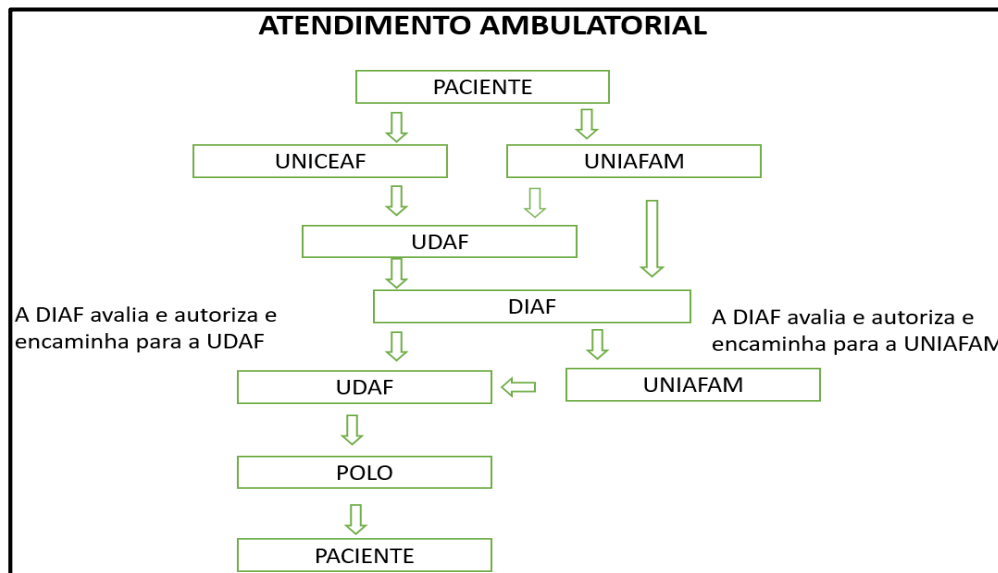 ATENDIMENTO AMBULATORIAL
PACIENTE
UNICEAF
UNIAFAM
UDAF
DIAF
A DIAF avalia e autoriza e
encaminha para a UDAF
A DIAF avalia e autoriza e
encaminha para a UNIAFAM
UDAF
UNIAFAM
POLO
PACIENTE